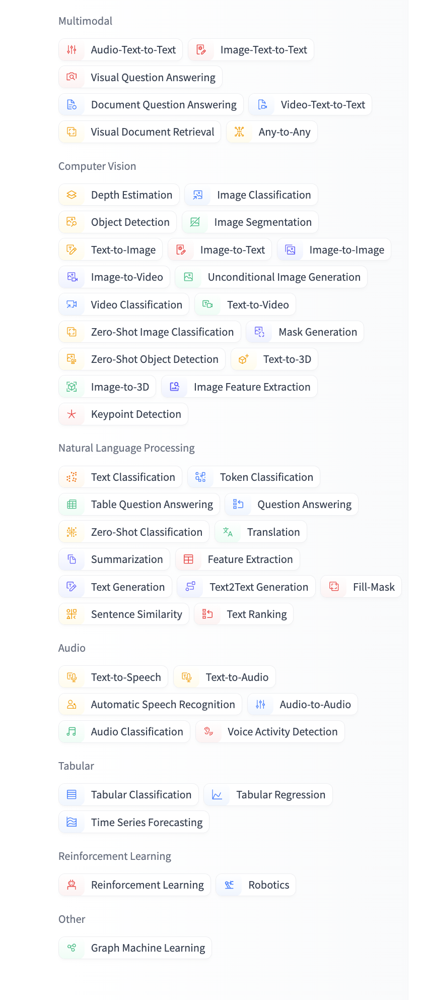 Multimodal
Audio-Text-to-Text Image-Text-to-Text
Visual Question Answering
Document Question Answering Video-Text-to-Text
Visual Document Retrieval Any-to-Any
Computer Vision
Depth Estimation Image Classification
Object Detection Image Segmentation
Text-to-Image Image-to-Text Image-to-Image
Image-to-Video Unconditional Image Generation
Video Classification Text-to-Video
Zero-Shot Image Classification Mask Generation
Zero-Shot Object Detection Text-to-3D
Image-to-3D Image Feature Extraction
Keypoint Detection
Natural Language Processing
Text Classification Token Classification
Table Question Answering Question Answering
Zero-Shot Classification Translation
Summarization Feature Extraction
Text Generation Text2Text Generation Fill-Mask
Sentence Similarity Text Ranking
Audio
Text-to-Speech Text-to-Audio
Automatic Speech Recognition Audio-to-Audio
Audio Classification Voice Activity Detection
Tabular
Tabular Classification Tabular Regression
Time Series Forecasting
Reinforcement Learning
Reinforcement Learning Robotics
Other
Graph Machine Learning